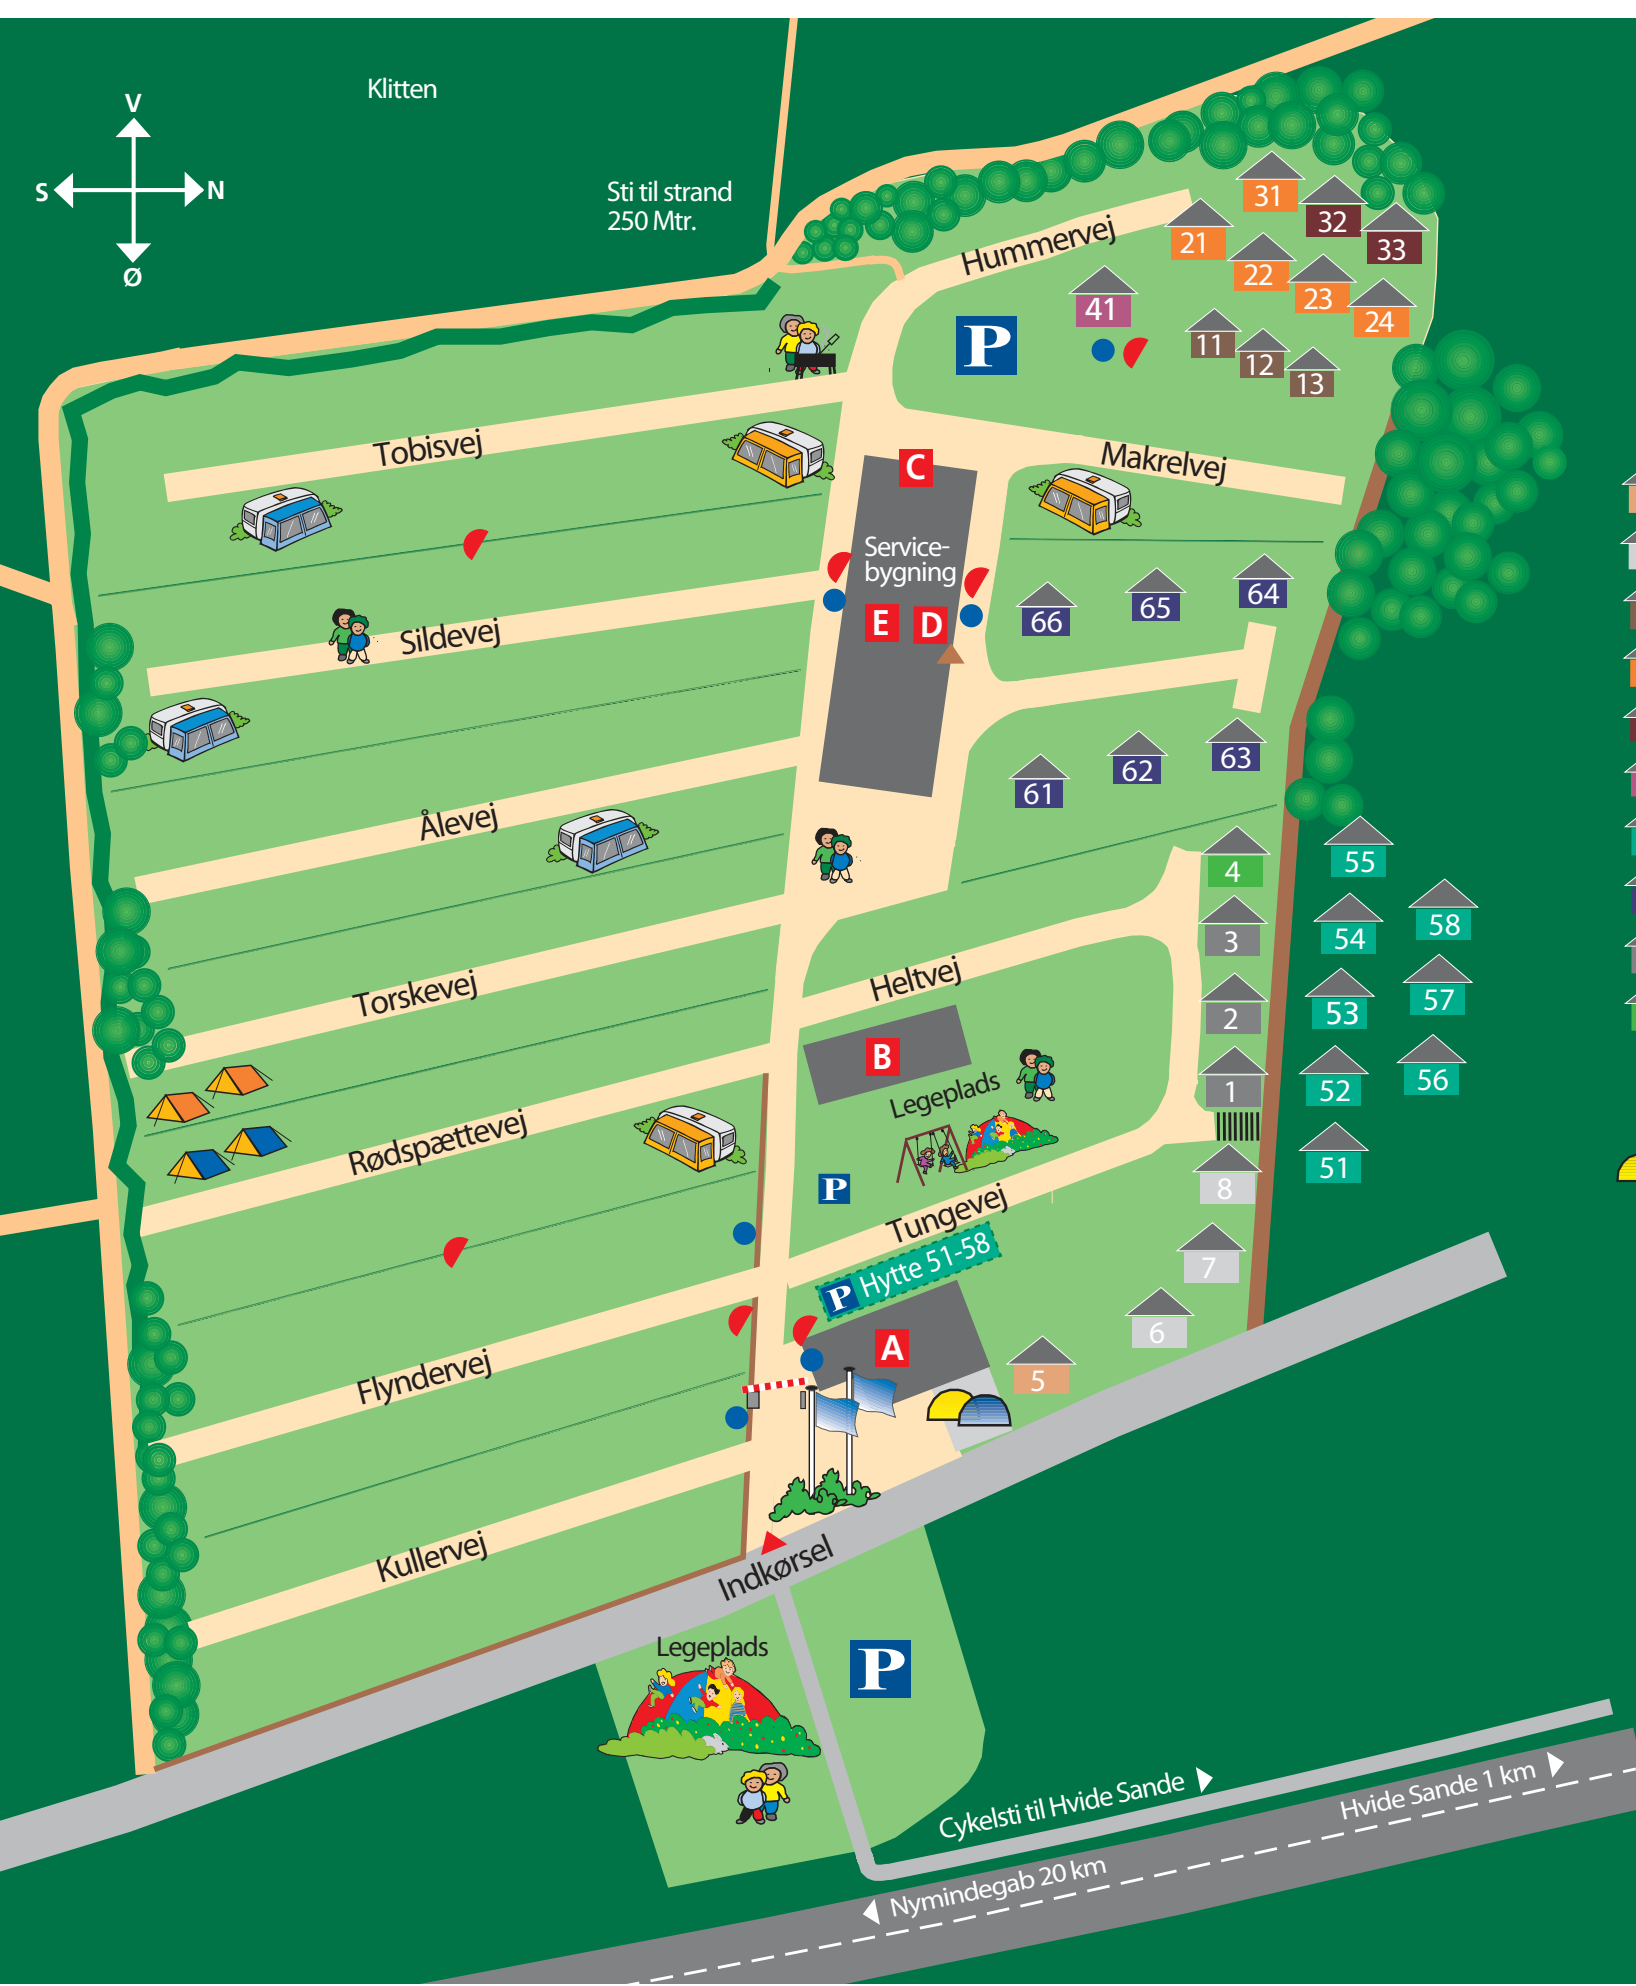 Klitten
V
S
N
Ø
Sti til strand
250 Mtr.
Hummervej
31
32
33
21
22
23
24
41
P
11
12
13
Tobisvej
Makrelvej
C
Service-
bygning
E
D
66
65
64
Sildevej
61
62
63
Ålevej
4
55
3
54
58
Heltvej
Torskevej
2
53
57
B
1
52
56
Legeplads
Rødspættevej
51
8
P
Tungevej
P Hytte 51-58
7
6
A
5
Flyndervej
Kullervej
Indkørsel
Legeplads
P
Cykelsti til Hvide Sande
Hvide Sande 1 km
Nymindegab 20 km